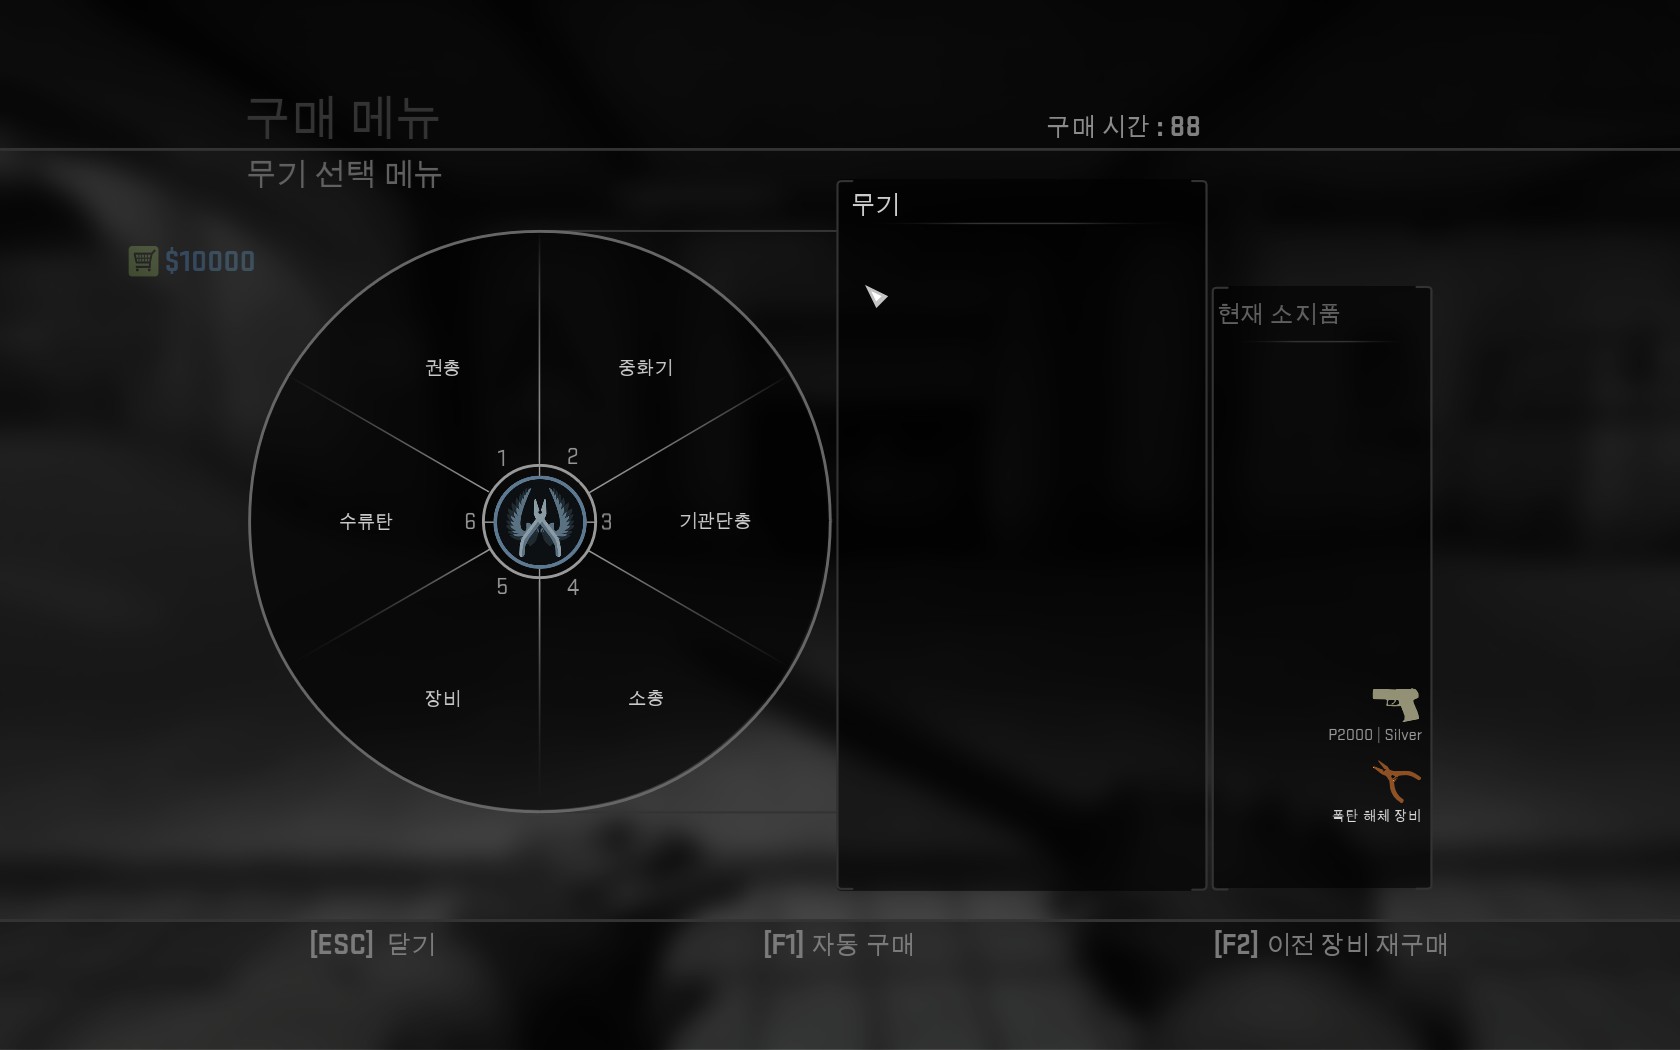 구매 메뉴
구매 시간 : 88
무기 선택 메뉴
무기
$10000
현재 소지품
권총
중화기
1
2
수류탄
6
3
기관단총
5
4
장비
소총
P2000 | Silver
폭탄 해체 장비
[ESC] 닫기
[F1] 자동 구매
[F2] 이전 장비 재구매